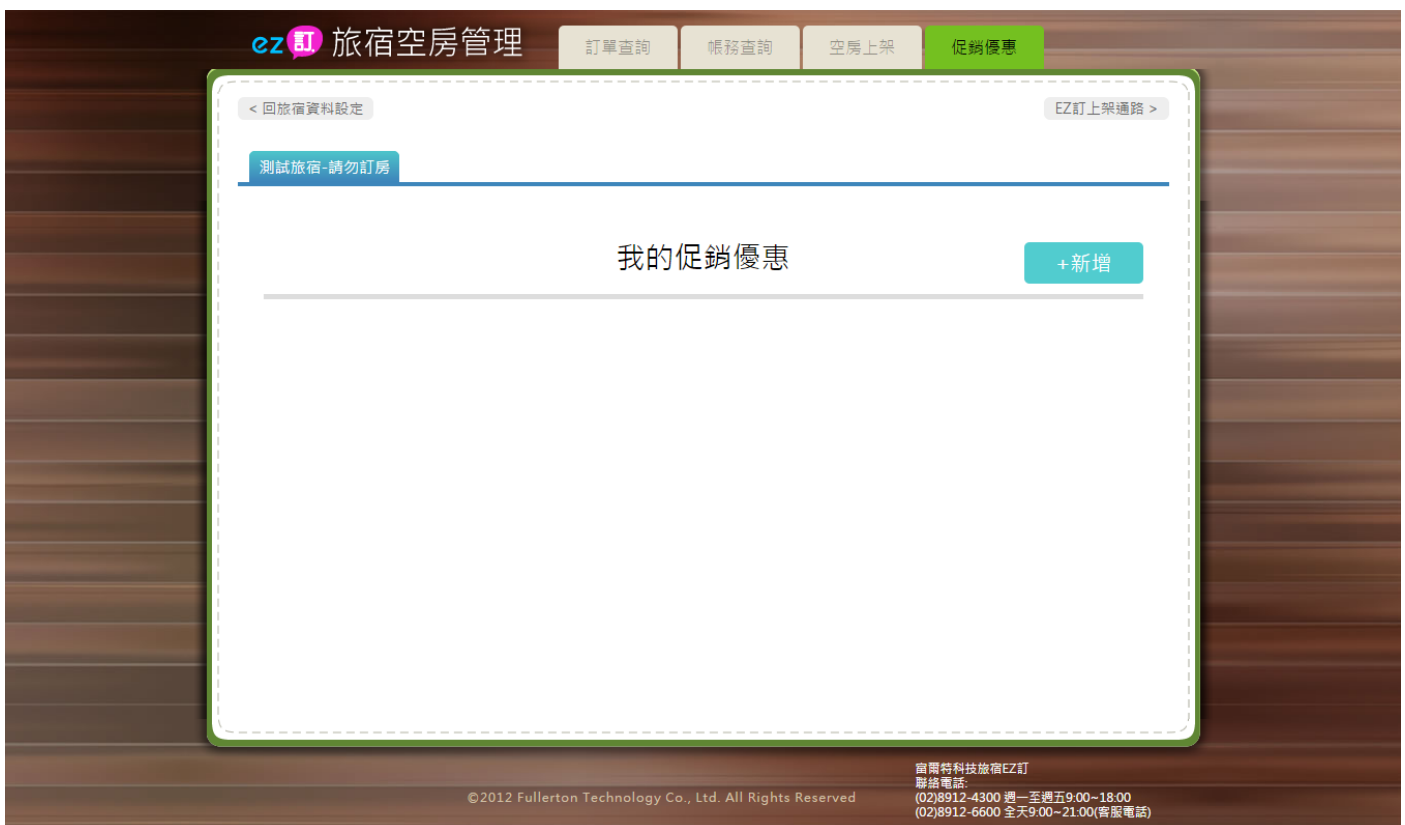 ez訂 旅宿空房管理
訂單查詢
帳務查詢
空房上架
促銷優惠
< 回旅宿資料設定
EZ訂上架通路 >
測試旅宿-請勿訂房
我的促銷優惠
+新增
富爾特科技旅宿EZ訂
聯絡電話:
©2012 Fullerton Technology Co., Ltd. All Rights Reserved
(02)8912-4300 週一至週五9:00~18:00
(02)8912-6600 全天9:00~21:00(客服電話)